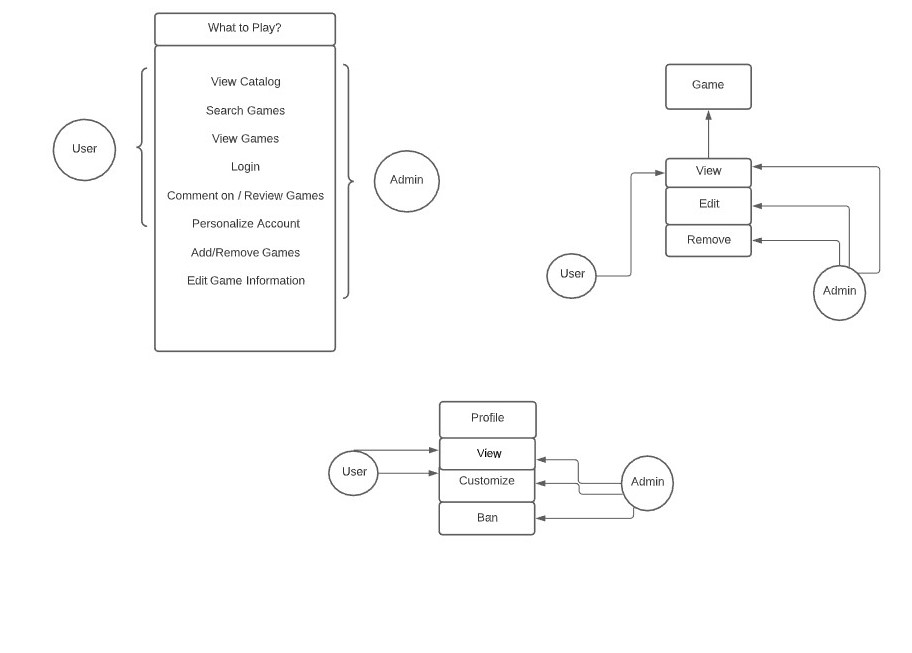 What to Play?
View Catalog
Search Games
View Games
Login
Comment on / Review Games
Personalize Account
Add/Remove Games
Edit Game Information
User
Admin
Game
View
Edit
Remove
User
Admin
Profile
View
Customize
Ban
User
Admin